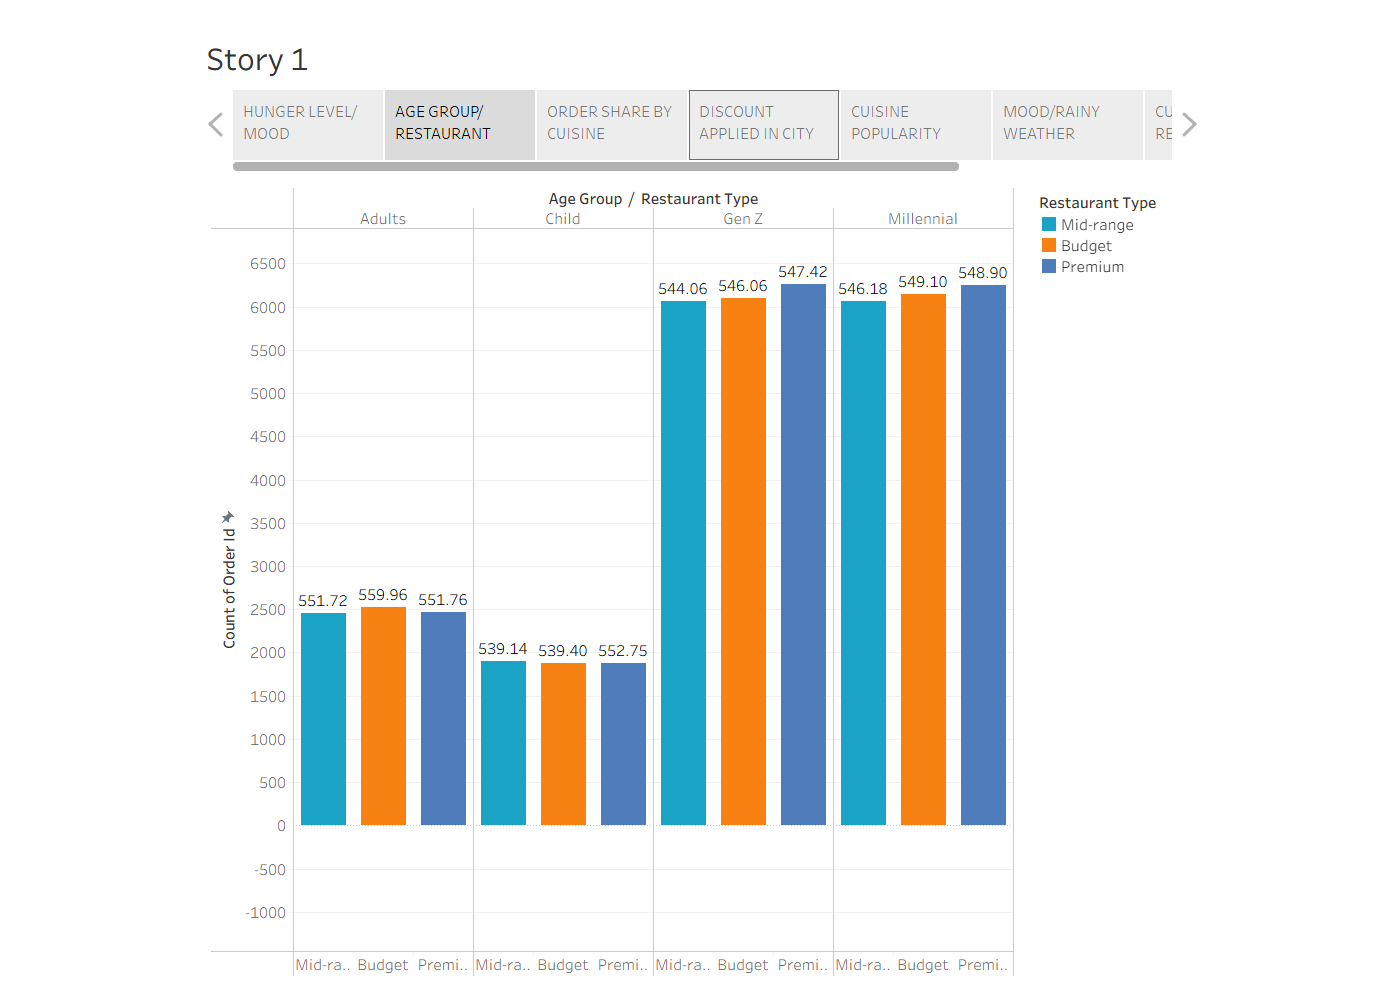 Story 1
HUNGER LEVEL/
MOOD
AGE GROUP/
RESTAURANT
ORDER SHARE BY
CUISINE
DISCOUNT
APPLIED IN CITY
CUISINE
POPULARITY
MOOD/RAINY
WEATHER
CU
RE
Age Group / Restaurant Type
Adults Child Gen Z Millennial
Restaurant Type
Mid-range
Budget
Premium
6500
6000
5500
5000
4500
4000
3500
3000
2500
2000
1500
1000
500
0
-500
-1000
Count of Order Id
551.72 559.96 551.76
539.14 539.40 552.75
544.06 546.06 547.42
546.18 549.10 548.90
Mid-ra.. Budget Premi.. Mid-ra.. Budget Premi.. Mid-ra.. Budget Premi.. Mid-ra.. Budget Premi..